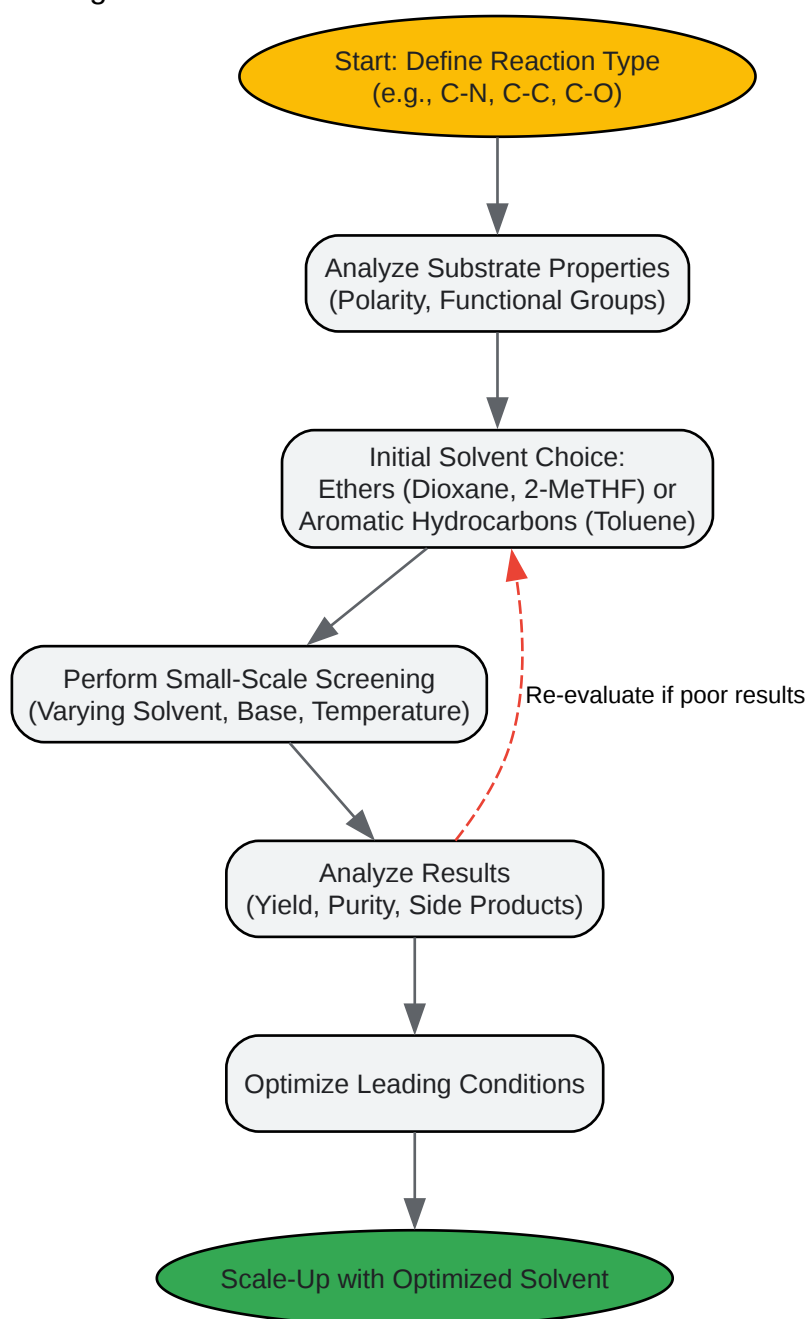 Start: Define Reaction Type
(e.g., C-N, C-C, C-O)
Analyze Substrate Properties
(Polarity, Functional Groups)
Initial Solvent Choice:
Ethers (Dioxane, 2-MeTHF) or
Aromatic Hydrocarbons (Toluene)
Perform Small-Scale Screening
(Varying Solvent, Base, Temperature)
Re-evaluate if poor results
Analyze Results
(Yield, Purity, Side Products)
Optimize Leading Conditions
Scale-Up with Optimized Solvent